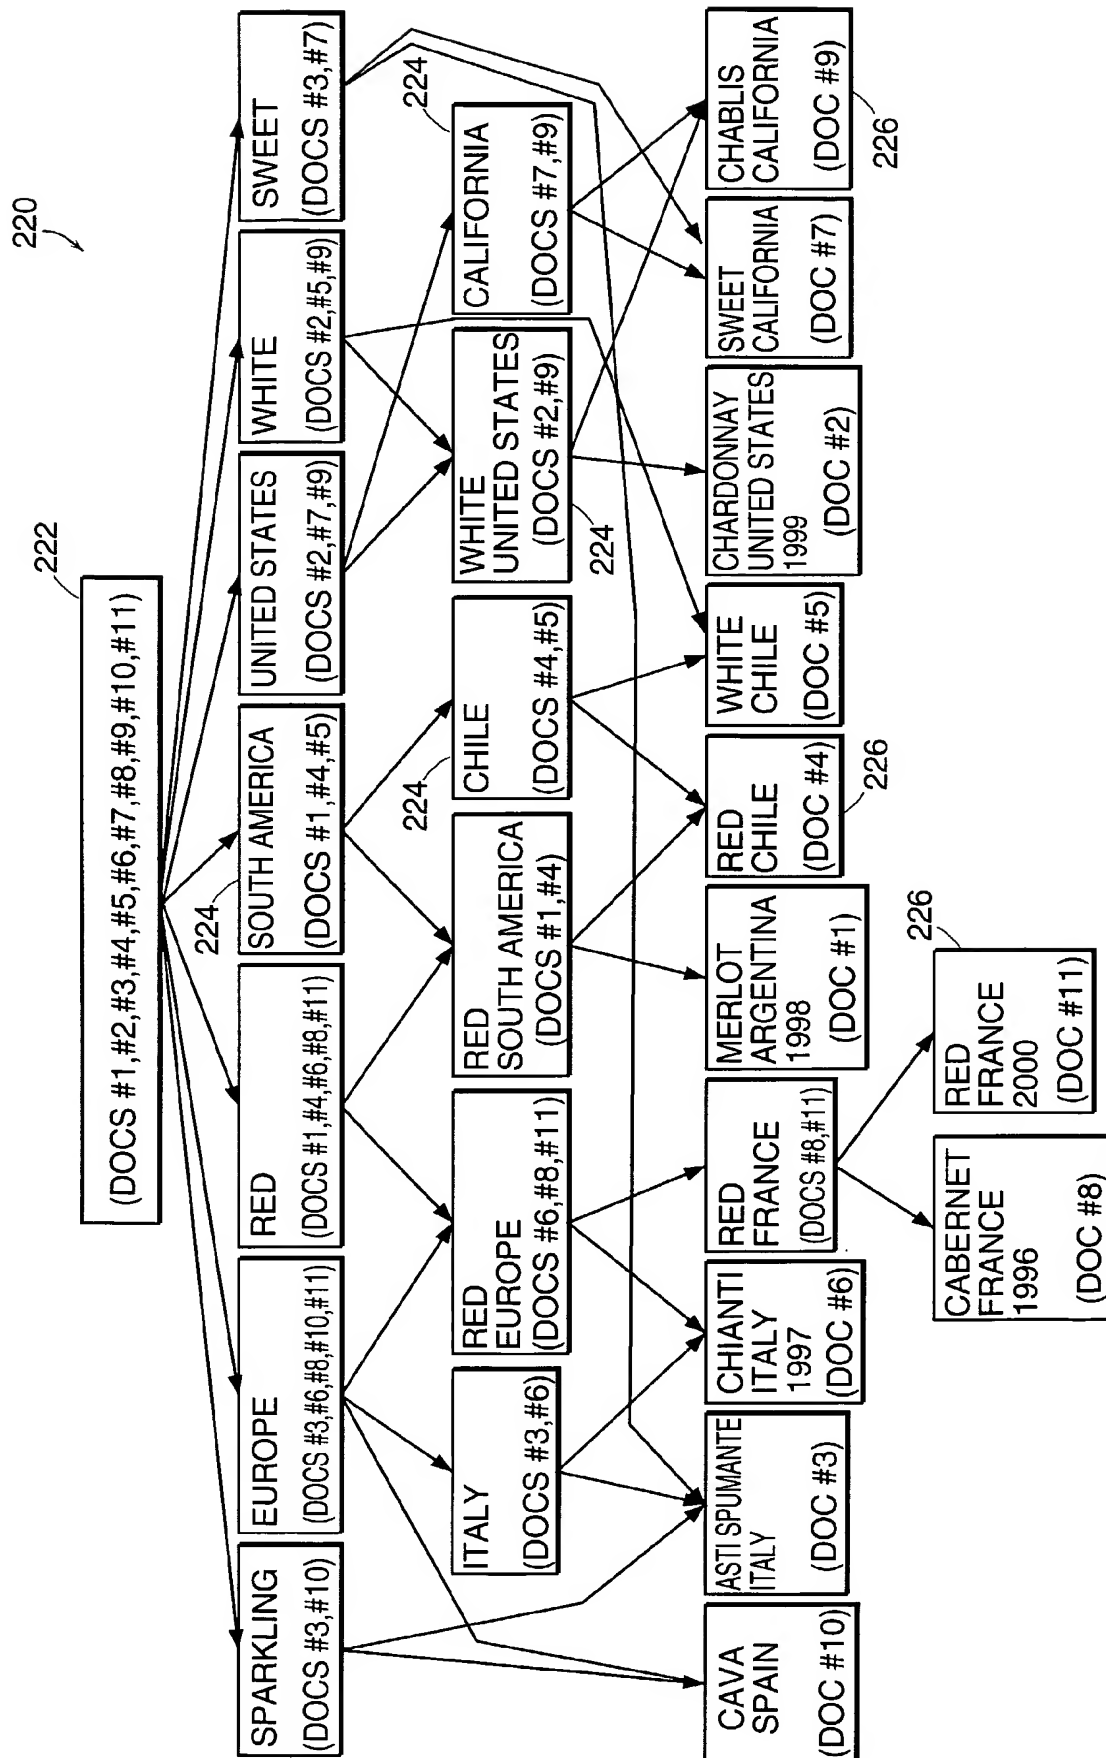 220
222
(DOCS #1,#2,#3,#4,#5,#6,#7,#8,#9,#10,#11)
SPARKLING
(DOCS #3,#10)
EUROPE
(DOCS #3,#6,#8,#10,#11)
RED
(DOCS #1,#4,#6,#8,#11)
224
SOUTH AMERICA
(DOCS #1,#4,#5)
UNITED STATES
(DOCS #2,#7,#9)
WHITE
(DOCS #2,#5,#9)
SWEET
(DOCS #3,#7)
ITALY
(DOCS #3,#6)
RED
EUROPE
(DOCS #6,#8,#11)
RED
SOUTH AMERICA
(DOCS #1,#4)
224
CHILE
(DOCS #4,#5)
WHITE
UNITED STATES
(DOCS #2,#9)
224
CALIFORNIA
(DOCS #7,#9)
224
CAVA
SPAIN
(DOC #10)
ASTI SPUMANTE
ITALY
(DOC #3)
CHIANTI
ITALY
1997
(DOC #6)
RED
FRANCE
(DOCS #8,#11)
MERLOT
ARGENTINA
1998
(DOC #1)
RED
CHILE
(DOC #4)
226
WHITE
CHILE
(DOC #5)
CHARDONNAY
UNITED STATES
1999
(DOC #2)
SWEET
CALIFORNIA
(DOC #7)
CHABLIS
CALIFORNIA
(DOC #9)
226
CABERNET
FRANCE
1996
(DOC #8)
RED
FRANCE
2000
(DOC #11)
226